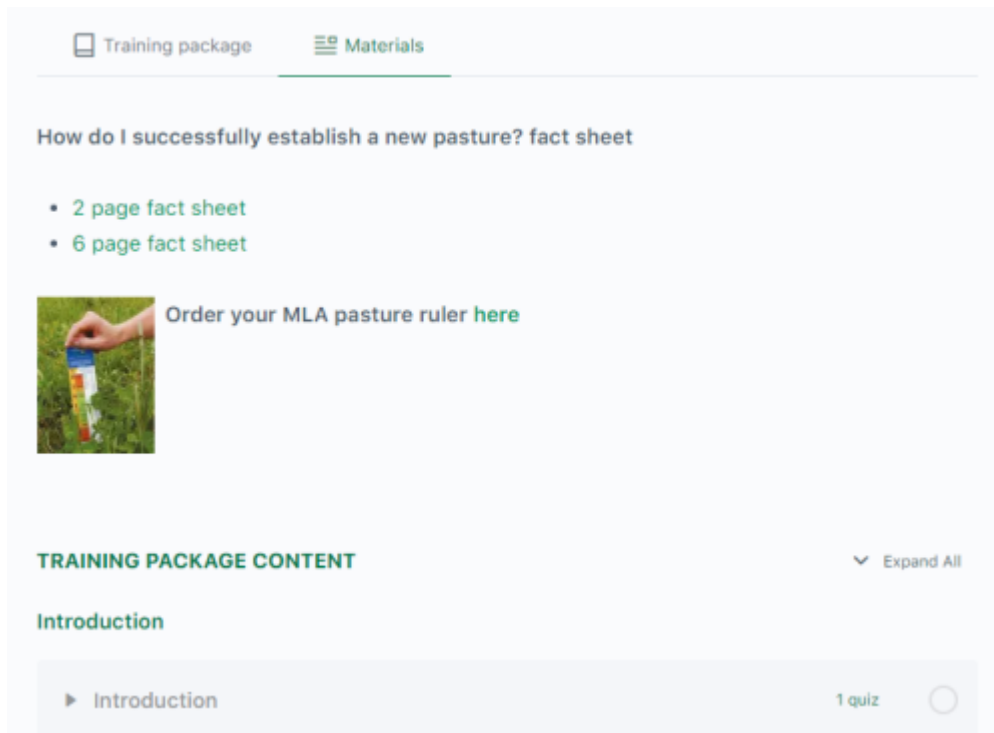 Training package
Materials
How do I successfully establish a new pasture? fact sheet
2 page fact sheet
6 page fact sheet
Order your MLA pasture ruler here
TRAINING PACKAGE CONTENT
Expand All
Introduction
Introduction
1 quiz